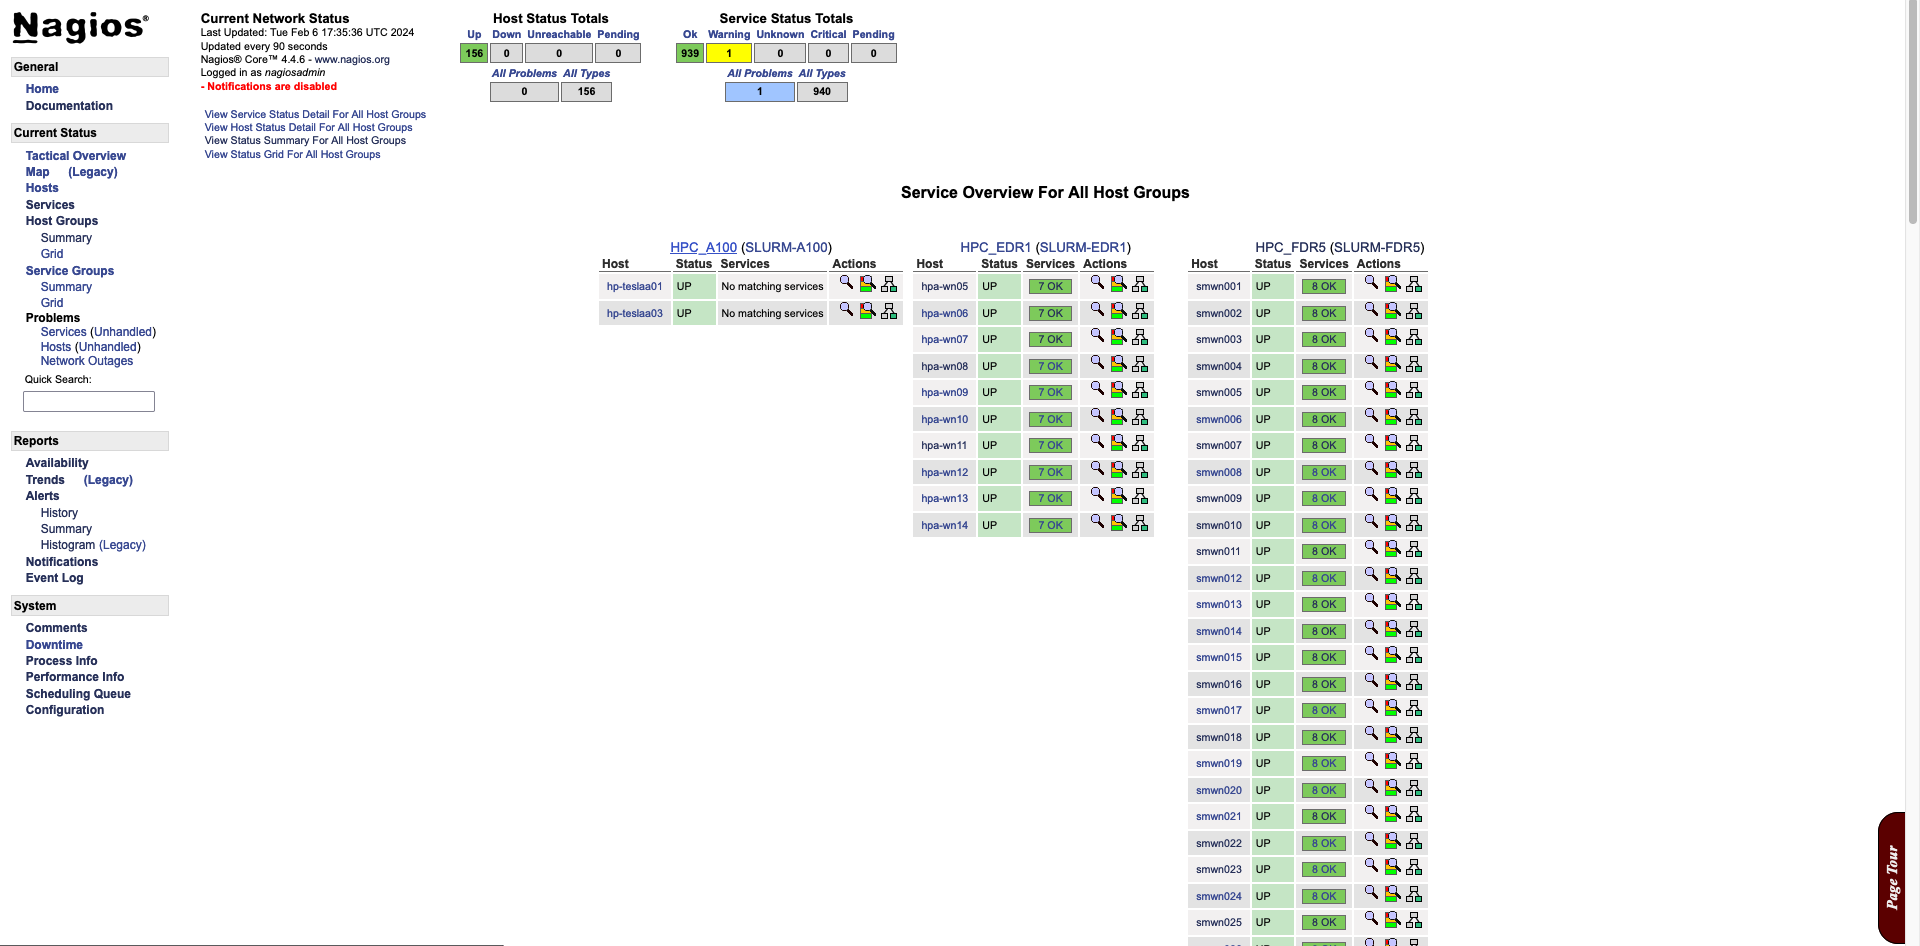 Nagios®
General
Home
Documentation
Current Status
Tactical Overview
Map (Legacy)
Hosts
Services
Host Groups
Summary
Grid
Service Groups
Summary
Grid
Problems
Services (Unhandled)
Hosts (Unhandled)
Network Outages
Quick Search:
Reports
Availability
Trends (Legacy)
Alerts
History
Summary
Histogram (Legacy)
Notifications
Event Log
System
Comments
Downtime
Process Info
Performance Info
Scheduling Queue
Configuration
Current Network Status
Last Updated: Tue Feb 6 17:35:36 UTC 2024
Updated every 90 seconds
Nagios® Core™ 4.4.6 - www.nagios.org
Logged in as nagiosadmin
- Notifications are disabled
View Service Status Detail For All Host Groups
View Host Status Detail For All Host Groups
View Status Summary For All Host Groups
View Status Grid For All Host Groups
Host Status Totals
Up Down Unreachable Pending
156 0 0 0
All Problems All Types
0 156
Service Status Totals
Ok Warning Unknown Critical Pending
939 1 0 0 0
All Problems All Types
1 940
Service Overview For All Host Groups
HPC_A100 (SLURM-A100)
Host Status Services Actions
hp-teslaa01 UP No matching services
hp-teslaa03 UP No matching services
HPC_EDR1 (SLURM-EDR1)
Host Status Services Actions
hpa-wn05 UP 7 OK
hpa-wn06 UP 7 OK
hpa-wn07 UP 7 OK
hpa-wn08 UP 7 OK
hpa-wn09 UP 7 OK
hpa-wn10 UP 7 OK
hpa-wn11 UP 7 OK
hpa-wn12 UP 7 OK
hpa-wn13 UP 7 OK
hpa-wn14 UP 7 OK
HPC_FDR5 (SLURM-FDR5)
Host Status Services Actions
smwn001 UP 8 OK
smwn002 UP 8 OK
smwn003 UP 8 OK
smwn004 UP 8 OK
smwn005 UP 8 OK
smwn006 UP 8 OK
smwn007 UP 8 OK
smwn008 UP 8 OK
smwn009 UP 8 OK
smwn010 UP 8 OK
smwn011 UP 8 OK
smwn012 UP 8 OK
smwn013 UP 8 OK
smwn014 UP 8 OK
smwn015 UP 8 OK
smwn016 UP 8 OK
smwn017 UP 8 OK
smwn018 UP 8 OK
smwn019 UP 8 OK
smwn020 UP 8 OK
smwn021 UP 8 OK
smwn022 UP 8 OK
smwn023 UP 8 OK
smwn024 UP 8 OK
smwn025 UP 8 OK
Page Tour